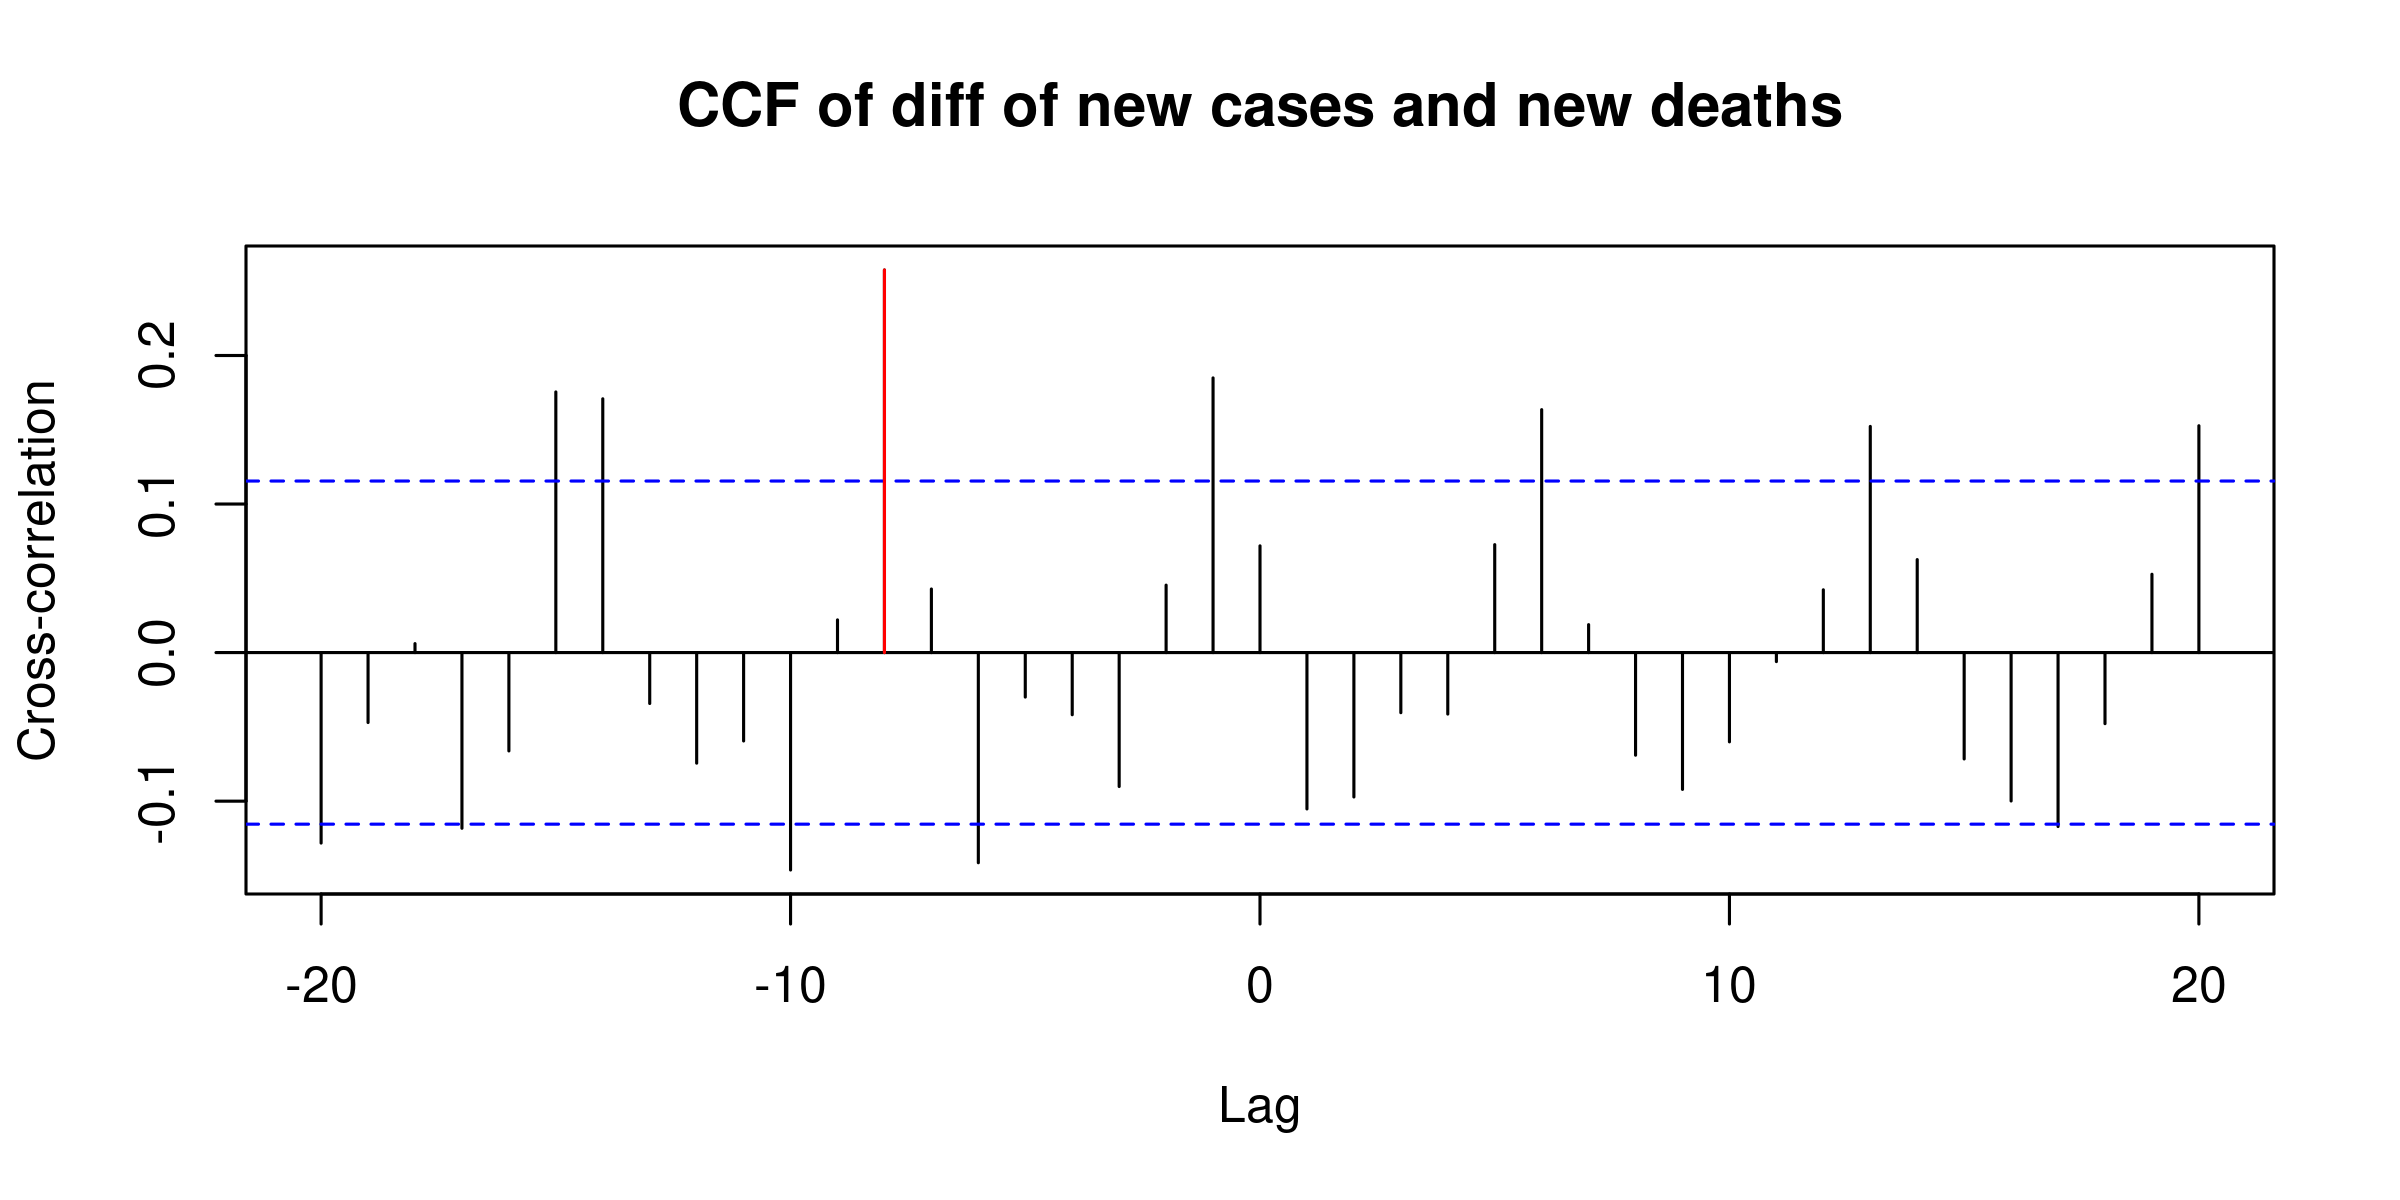 CCF of diff of new cases and new deaths
Cross-correlation
0.2
0.1
0.0
-0.1
-20 -10 0 10 20
Lag